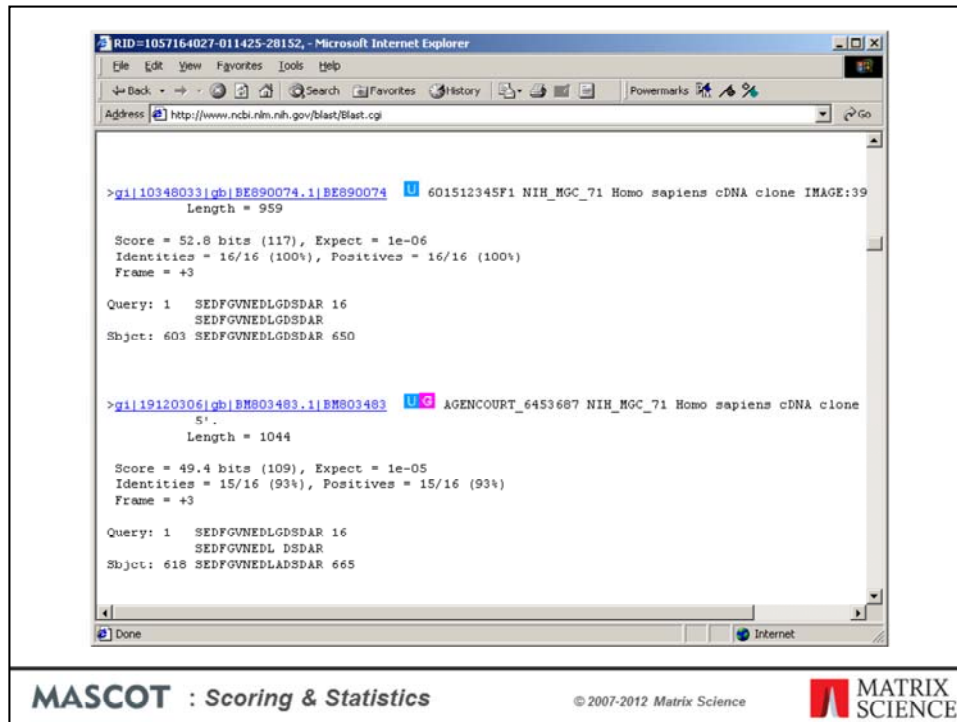 RID=1057164027-011425-28152, - Microsoft Internet Explorer
File Edit View Favorites Tools Help
Back Search Favorites History Powermarks
Address http://www.ncbi.nlm.nih.gov/blast/Blast.cgi Go
>gi|10348033|gb|BE890074.1|BE890074 U 601512345F1 NIH_MGC_71 Homo sapiens cDNA clone IMAGE:39
Length = 959
Score = 52.8 bits (117), Expect = 1e-06
Identities = 16/16 (100%), Positives = 16/16 (100%)
Frame = +3
Query: 1 SEDFGVNEDLGDSDAR 16
SEDFGVNEDLGDSDAR
Sbjct: 603 SEDFGVNEDLGDSDAR 650
>gi|19120306|gb|BM803483.1|BM803483 U G AGENCOURT_6453687 NIH_MGC_71 Homo sapiens cDNA clone
5'.
Length = 1044
Score = 49.4 bits (109), Expect = 1e-05
Identities = 15/16 (93%), Positives = 15/16 (93%)
Frame = +3
Query: 1 SEDFGVNEDLGDSDAR 16
SEDFGVNEDL DSDAR
Sbjct: 618 SEDFGVNEDLADSDAR 665
Done Internet
MASCOT : Scoring & Statistics © 2007-2012 Matrix Science MATRIX SCIENCE